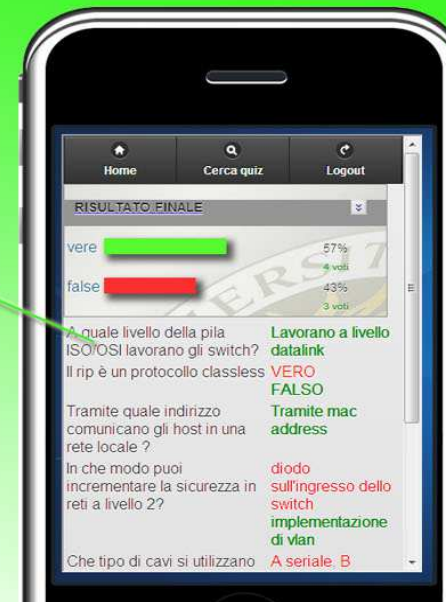 Home Cerca quiz Logout
RISULTATO FINALE
vere 57%
4 voti
false 43%
3 voti
A quale livello della pila
ISO/OSI lavorano gli switch?
Lavorano a livello
datalink
Il rip è un protocollo classless
VERO
FALSO
Tramite quale indirizzo
comunicano gli host in una
rete locale ?
Tramite mac
address
In che modo puoi
incrementare la sicurezza in
reti a livello 2?
diodo
sull'ingresso dello
switch
implementazione
di vlan
Che tipo di cavi si utilizzano
A seriale, B